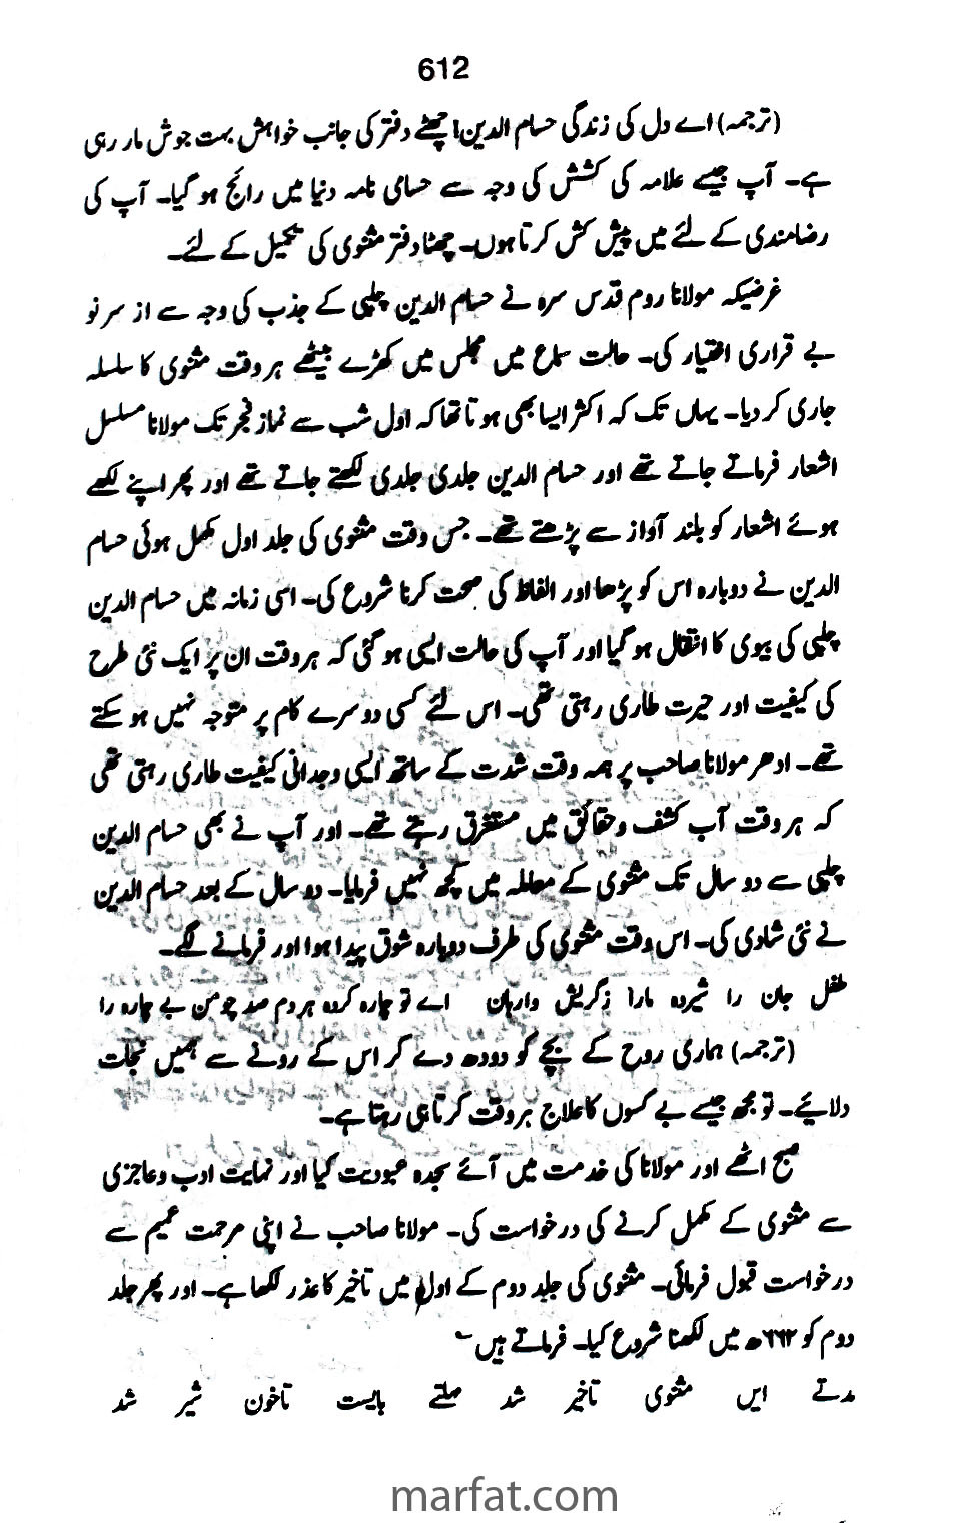 612
(ترجمہ) اے دل کی زندگی حسام الدین! چھٹے دفتر کی جانب خواہش بہت جوش مار رہی
ہے۔ آپ جیسے علامہ کی کشش کی وجہ سے حسامی نامہ دنیا میں رائج ہو گیا۔ آپ کی
رضامندی کے لئے میں پیش کش کرتا ہوں۔ چھٹا دفتر مثنوی کی تکمیل کے لئے۔
غرضیکہ مولانا روم قدس سرہ نے حسام الدین چلپی کے جذب کی وجہ سے از سر نو
بے قراری اختیار کی۔ حالت سماع میں مجلس میں کھڑے بیٹھے ہر وقت مثنوی کا سلسلہ
جاری کر دیا۔ یہاں تک کہ اکثر ایسا بھی ہوتا تھا کہ اول شب سے نماز فجر تک مولانا مسلسل
اشعار فرماتے جاتے تھے اور حسام الدین جلدی جلدی لکھتے جاتے تھے اور پھر اپنے لکھے
ہوئے اشعار کو بلند آواز سے پڑھتے تھے۔ جس وقت مثنوی کی جلد اول مکمل ہوئی حسام
الدین نے دوبارہ اس کو پڑھا اور الفاظ کی صحت کرنا شروع کی۔ اسی زمانہ میں حسام الدین
چلپی کی بیوی کا انتقال ہو گیا اور آپ کی حالت ایسی ہو گئی کہ ہر وقت ان پر ایک نئی طرح
کی کیفیت اور حیرت طاری رہتی تھی۔ اس لئے کسی دوسرے کام پر متوجہ نہیں ہو سکتے
تھے۔ ادھر مولانا صاحب پر ہمہ وقت شدت کے ساتھ ایسی وجدانی کیفیت طاری رہتی تھی
کہ ہر وقت آپ کشف و حقائق میں مستغرق رہتے تھے۔ اور آپ نے بھی حسام الدین
چلپی سے دو سال تک مثنوی کے معاملہ میں کچھ نہیں فرمایا۔ دو سال کے بعد حسام الدین
نے نئی شادی کی۔ اس وقت مثنوی کی طرف دوبارہ شوق پیدا ہوا اور فرمانے لگے۔
طفل جان را شیردہ مارا زگریش وارہان اے تو چارہ کردہ ہر دم صد چومن بے چارہ را
(ترجمہ) ہماری روح کے بچے کو دودھ دے کر اس کے رونے سے ہمیں نجات
دلائیے۔ تو مجھ جیسے بے کسوں کا علاج ہر وقت کرتا ہی رہتا ہے۔
صبح اٹھے اور مولانا کی خدمت میں آئے سجدہ عبودیت کیا اور نہایت ادب و عاجزی
سے مثنوی کے مکمل کرنے کی درخواست کی۔ مولانا صاحب نے اپنی مرحمت عمیم سے
درخواست قبول فرمائی۔ مثنوی کی جلد دوم کے اول میں تاخیر کا عذر لکھا ہے۔ اور پھر جلد
دوم کو ۶۶۲ھ میں لکھنا شروع کیا۔ فرماتے ہیں ؎
مدتے ایں مثنوی تاخیر شد مہلتے بایست تاخون شیر شد
marfat.com